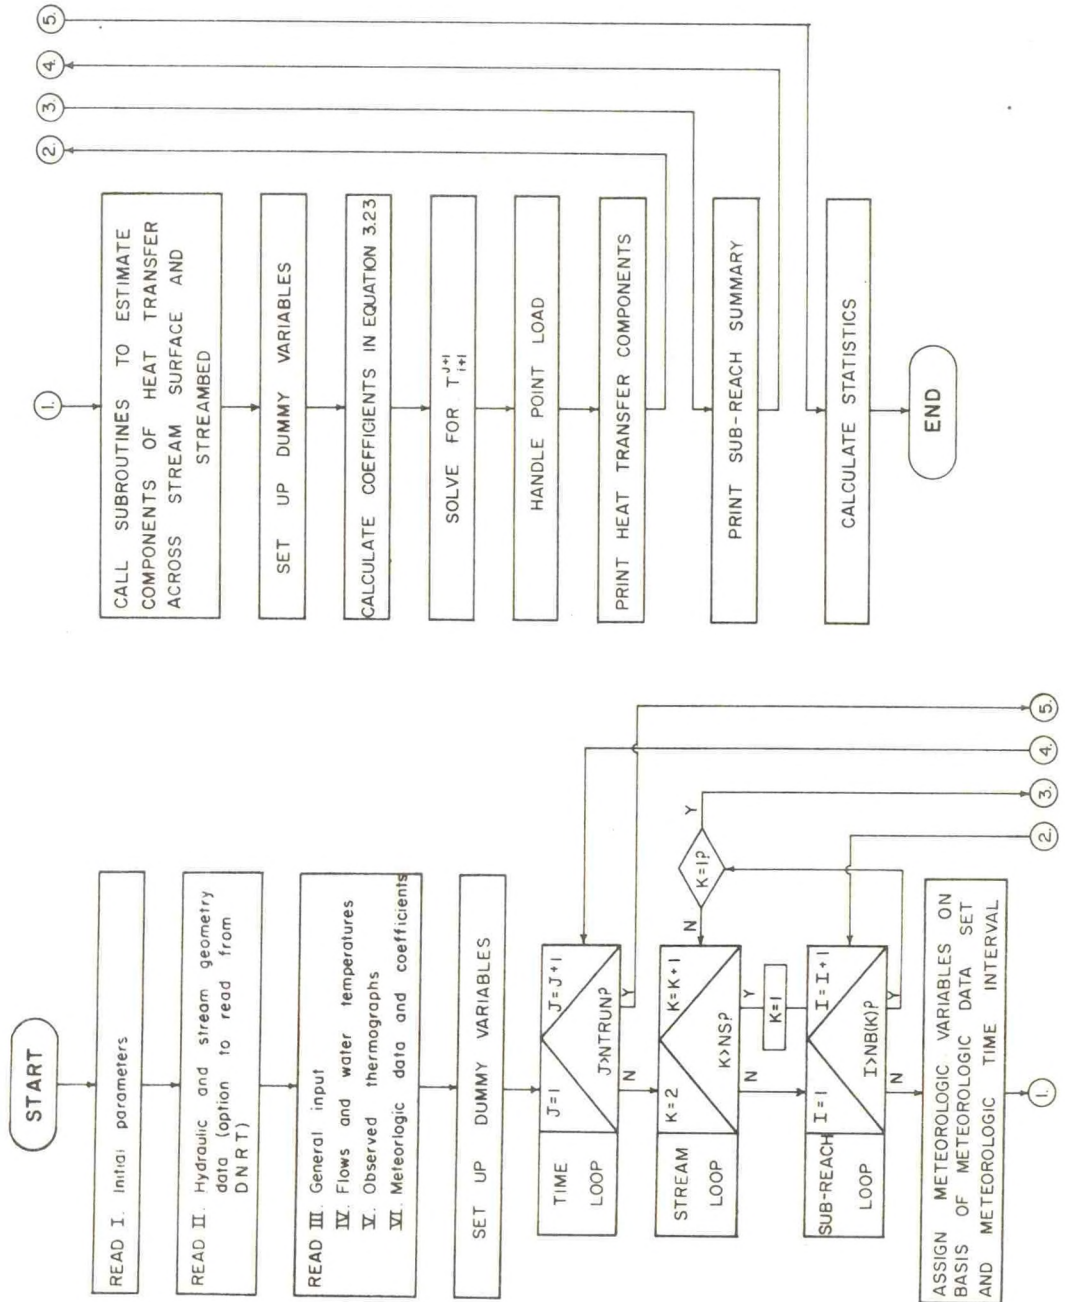 START
READ I. Initial parameters
READ II. Hydraulic and stream geometry
data (option to read from
DNRT)
READ III. General input
IV. Flows and water temperatures
V. Observed thermographs
VI. Meteorlogic data and coefficients
SET UP DUMMY VARIABLES
TIME
LOOP
J=1
J=J+1
J>NTRUN?
Y
N
STREAM
LOOP
K=2
K=K+1
K>NS?
Y
N
K=1?
Y
N
K=1
SUB-REACH
LOOP
I=1
I=I+1
I>NB(K)?
Y
N
ASSIGN METEOROLOGIC VARIABLES ON
BASIS OF METEOROLOGIC DATA SET
AND METEOROLOGIC TIME INTERVAL
1.
2.
3.
4.
5.
1.
2.
3.
4.
5.
CALL SUBROUTINES TO ESTIMATE
COMPONENTS OF HEAT TRANSFER
ACROSS STREAM SURFACE AND
STREAMBED
SET UP DUMMY VARIABLES
CALCULATE COEFFICIENTS IN EQUATION 3.23
SOLVE FOR T_{i+1}^{J+1}
HANDLE POINT LOAD
PRINT HEAT TRANSFER COMPONENTS
PRINT SUB-REACH SUMMARY
CALCULATE STATISTICS
END